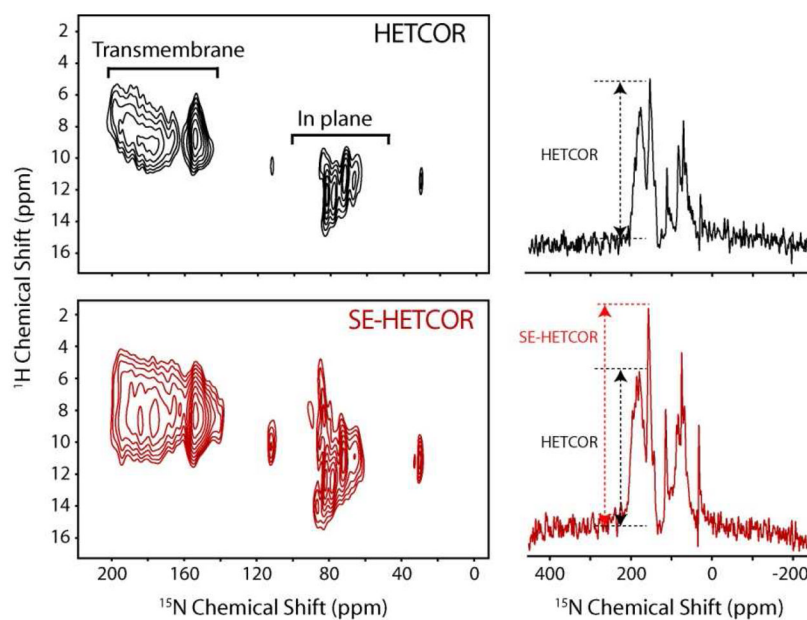 HETCOR
Transmembrane
In plane
2
4
6
8
10
12
14
16
HETCOR
SE-HETCOR
2
4
6
8
10
12
14
16
200 160 120 80 40 0
¹H Chemical Shift (ppm)
¹⁵N Chemical Shift (ppm)
SE-HETCOR
HETCOR
400 200 0 -200
¹⁵N Chemical Shift (ppm)